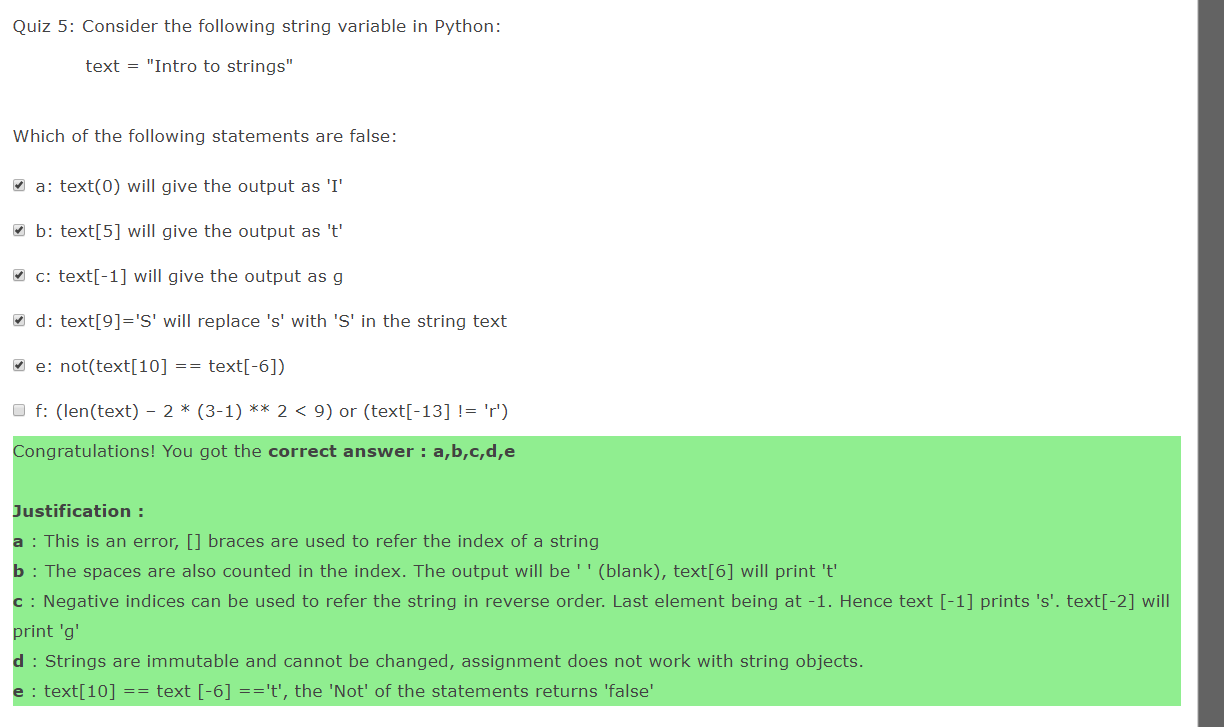 Quiz 5: Consider the following string variable in Python:
text = "Intro to strings"
Which of the following statements are false:
a: text(0) will give the output as 'I'
b: text[5] will give the output as 't'
c: text[-1] will give the output as g
d: text[9]='S' will replace 's' with 'S' in the string text
e: not(text[10] == text[-6])
f: (len(text) – 2 * (3-1) ** 2 < 9) or (text[-13] != 'r')
Congratulations! You got the correct answer : a,b,c,d,e
Justification :
a : This is an error, [] braces are used to refer the index of a string
b : The spaces are also counted in the index. The output will be ' ' (blank), text[6] will print 't'
c : Negative indices can be used to refer the string in reverse order. Last element being at -1. Hence text [-1] prints 's'. text[-2] will
print 'g'
d : Strings are immutable and cannot be changed, assignment does not work with string objects.
e : text[10] == text [-6] =='t', the 'Not' of the statements returns 'false'